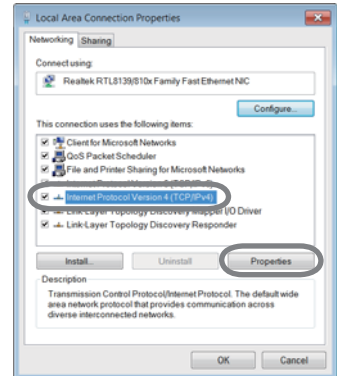 Local Area Connection Properties
Networking Sharing
Connect using:
Realtek RTL8139/810x Family Fast Ethernet NIC
Configure...
This connection uses the following items:
Client for Microsoft Networks
QoS Packet Scheduler
File and Printer Sharing for Microsoft Networks
Internet Protocol Version 4 (TCP/IPv4)
Link-Layer Topology Discovery Mapper I/O Driver
Link-Layer Topology Discovery Responder
Install... Uninstall Properties
Description
Transmission Control Protocol/Internet Protocol. The default wide
area network protocol that provides communication across
diverse interconnected networks.
OK Cancel